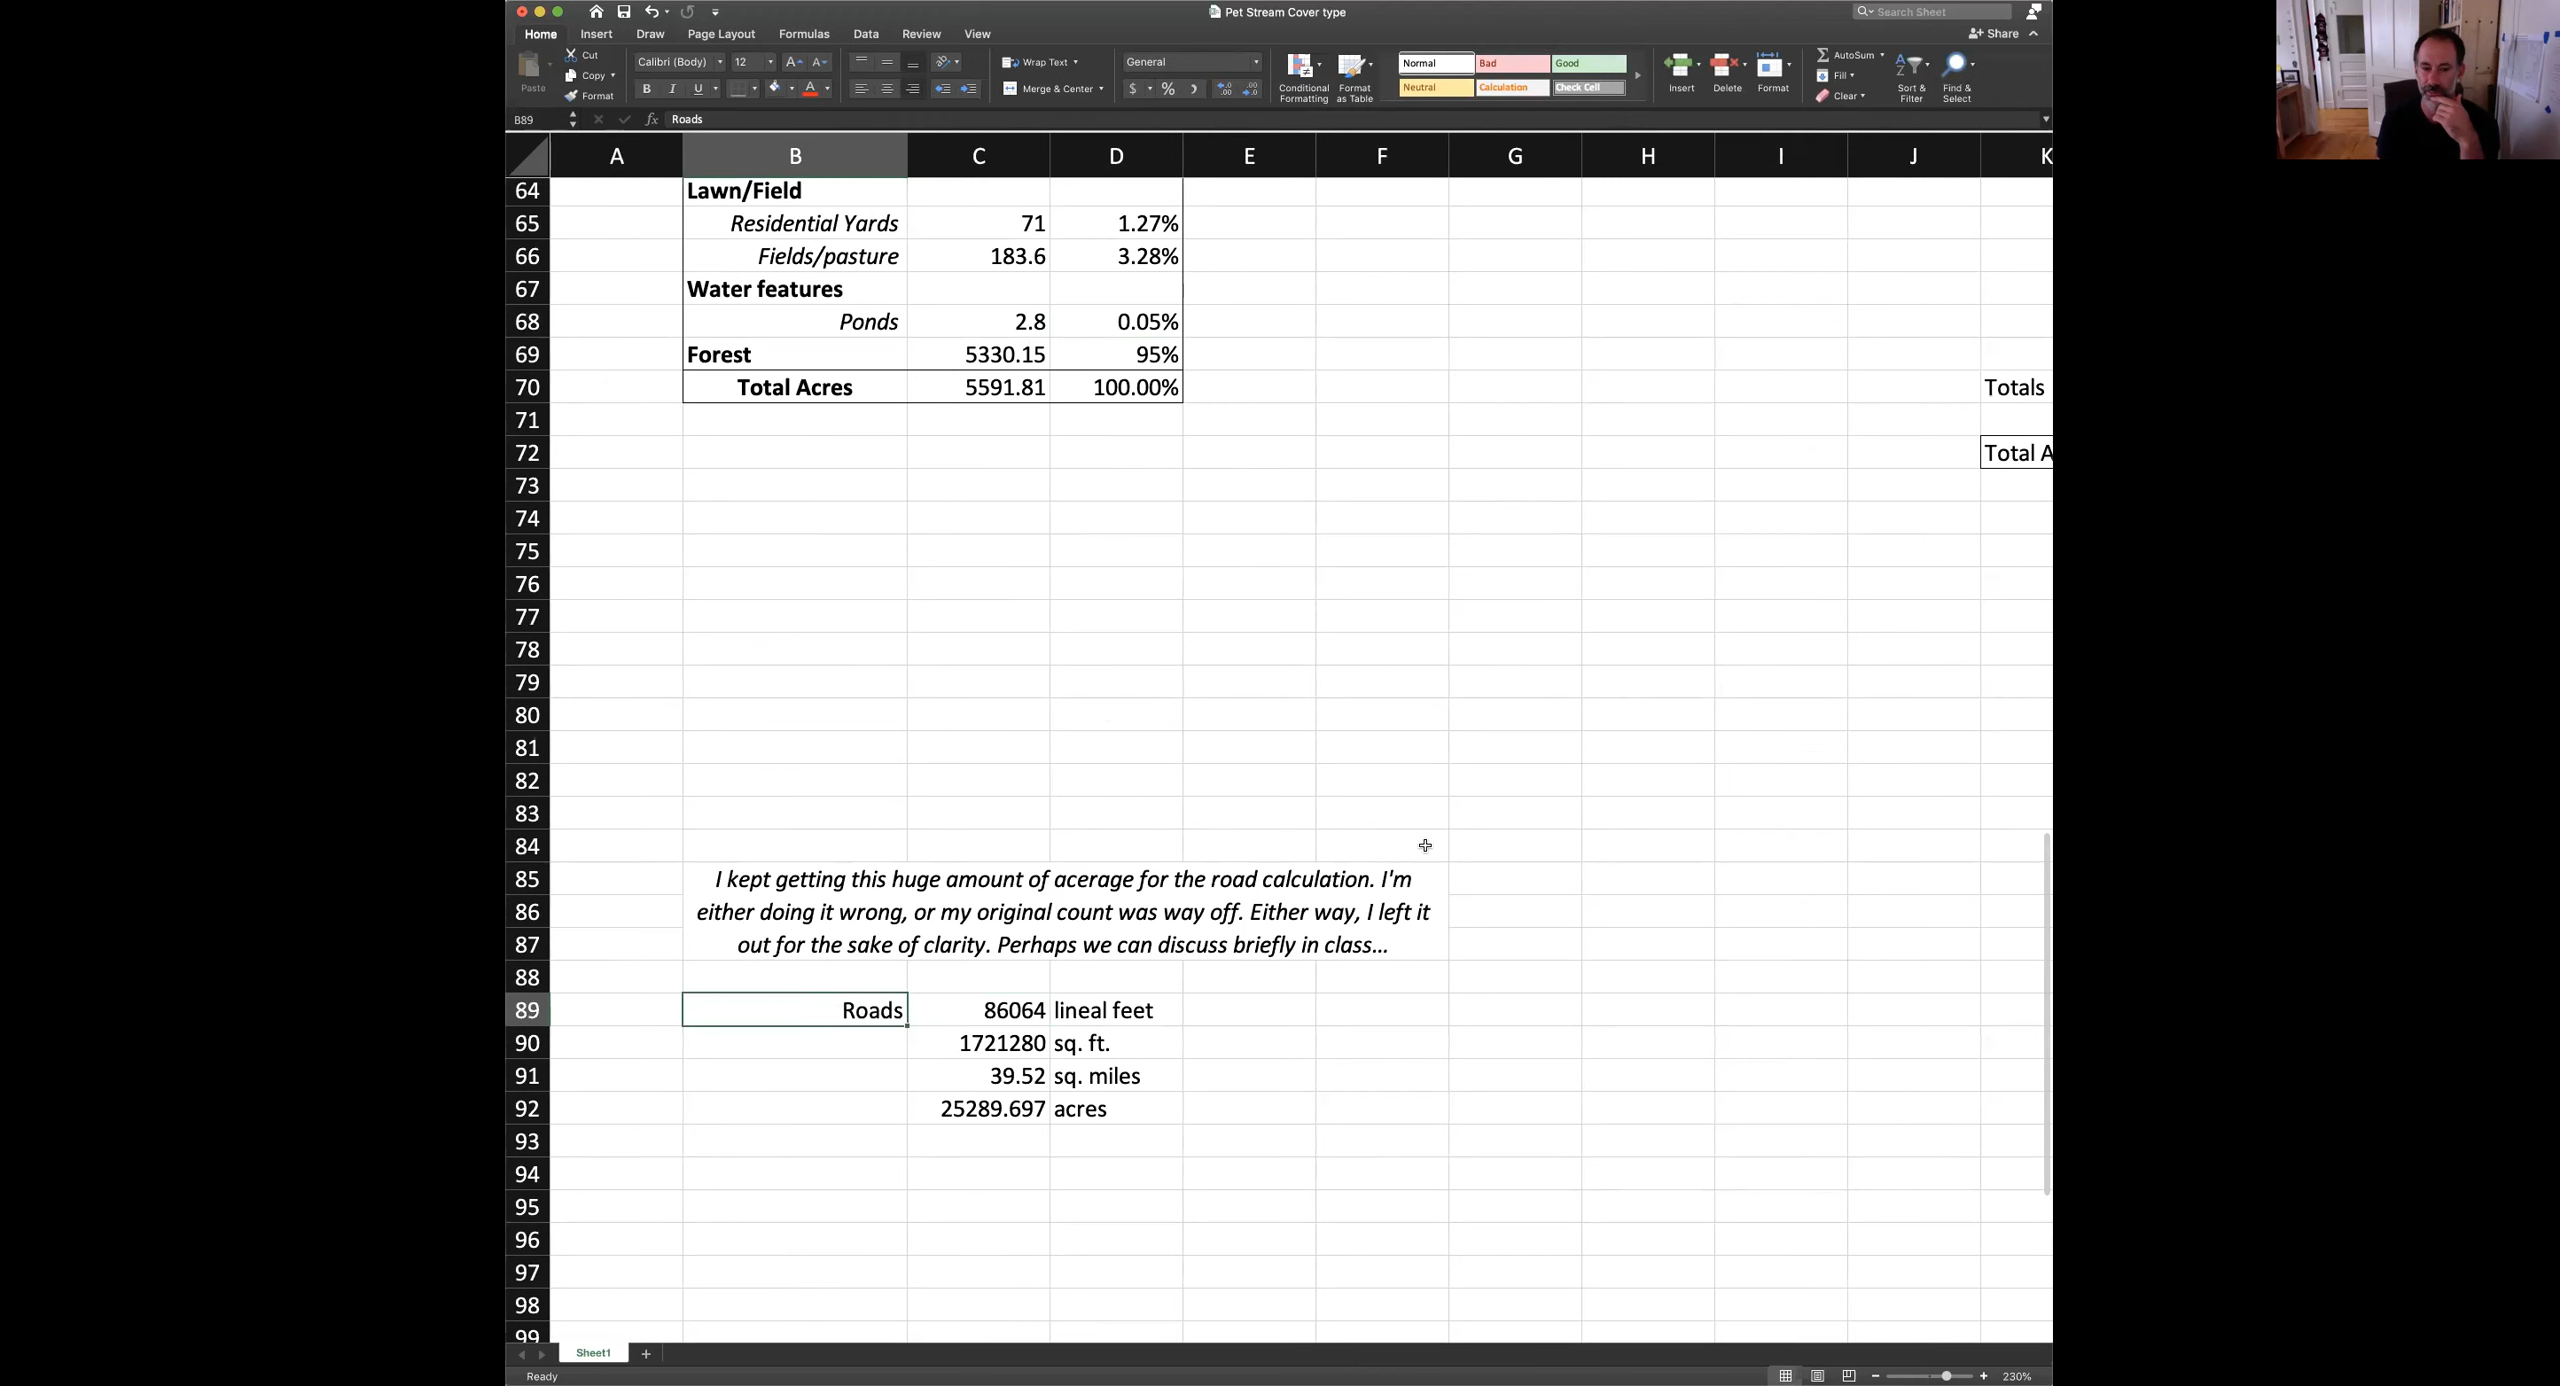 Pet Stream Cover type
Search Sheet
Home Insert Draw Page Layout Formulas Data Review View
Share
Paste
Cut
Copy
Format
Calibri (Body) 12
B I U
Wrap Text
Merge & Center
General
$ %
Conditional Formatting
Format as Table
Normal Bad Good
Neutral Calculation Check Cell
Insert Delete Format
AutoSum
Fill
Clear
Sort & Filter
Find & Select
B89 fx Roads
A B C D E F G H I J K
64 Lawn/Field
65 Residential Yards 71 1.27%
66 Fields/pasture 183.6 3.28%
67 Water features
68 Ponds 2.8 0.05%
69 Forest 5330.15 95%
70 Total Acres 5591.81 100.00% Totals
71
72 Total A
73
74
75
76
77
78
79
80
81
82
83
84
85 I kept getting this huge amount of acerage for the road calculation. I'm
86 either doing it wrong, or my original count was way off. Either way, I left it
87 out for the sake of clarity. Perhaps we can discuss briefly in class...
88
89 Roads 86064 lineal feet
90 1721280 sq. ft.
91 39.52 sq. miles
92 25289.697 acres
93
94
95
96
97
98
99
Sheet1
Ready
230%